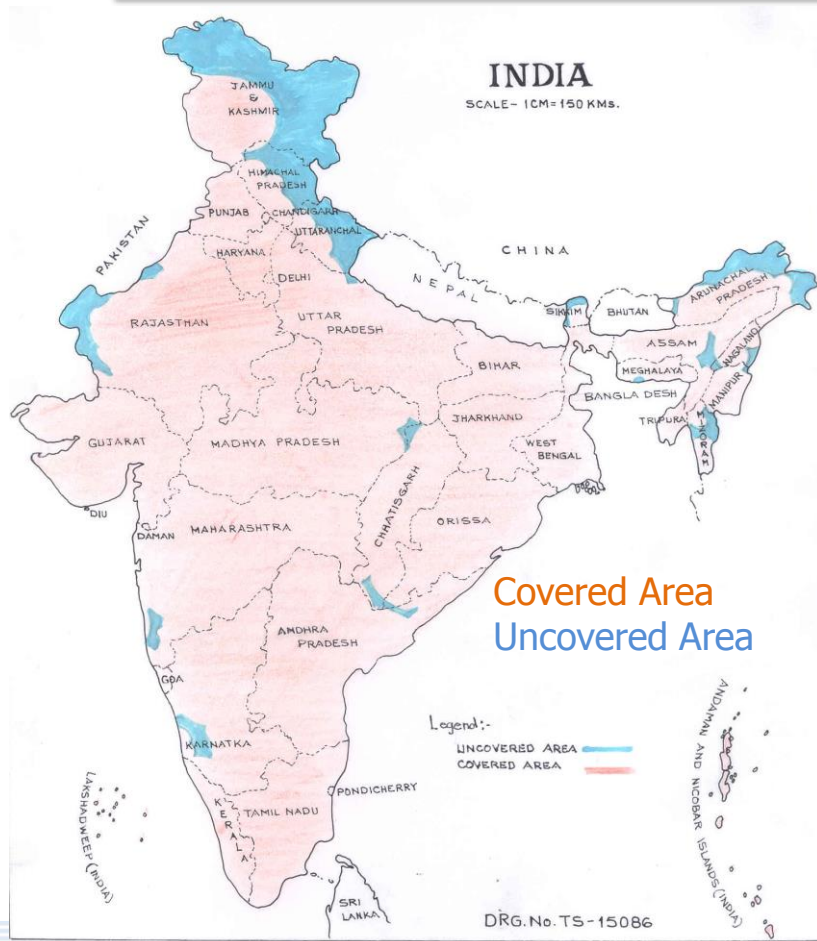 INDIA
SCALE- 1CM=150 KMS.
JAMMU
&
KASHMIR
HIMACHAL
PRADESH
PUNJAB
CHANDIGARH
UTTARANCHAL
HARYANA
DELHI
PAKISTAN
CHINA
NEPAL
RAJASTHAN
UTTAR
PRADESH
SIKKIM
BHUTAN
ARUNACHAL
PRADESH
ASSAM
NAGALAND
BIHAR
MEGHALAYA
MANIPUR
BANGLA DESH
TRIPURA
MIZORAM
GUJARAT
MADHYA PRADESH
JHARKHAND
WEST
BENGAL
CHHATISGARH
DIU
DAMAN
MAHARASHTRA
ORISSA
Covered Area
Uncovered Area
ANDHRA
PRADESH
GOA
KARNATKA
Legend:-
UNCOVERED AREA
COVERED AREA
PONDICHERRY
KERALA
TAMIL NADU
LAKSHADWEEP (INDIA)
ANDAMAN AND NICOBAR ISLANDS (INDIA)
SRI
LANKA
DRG.No. TS-15086